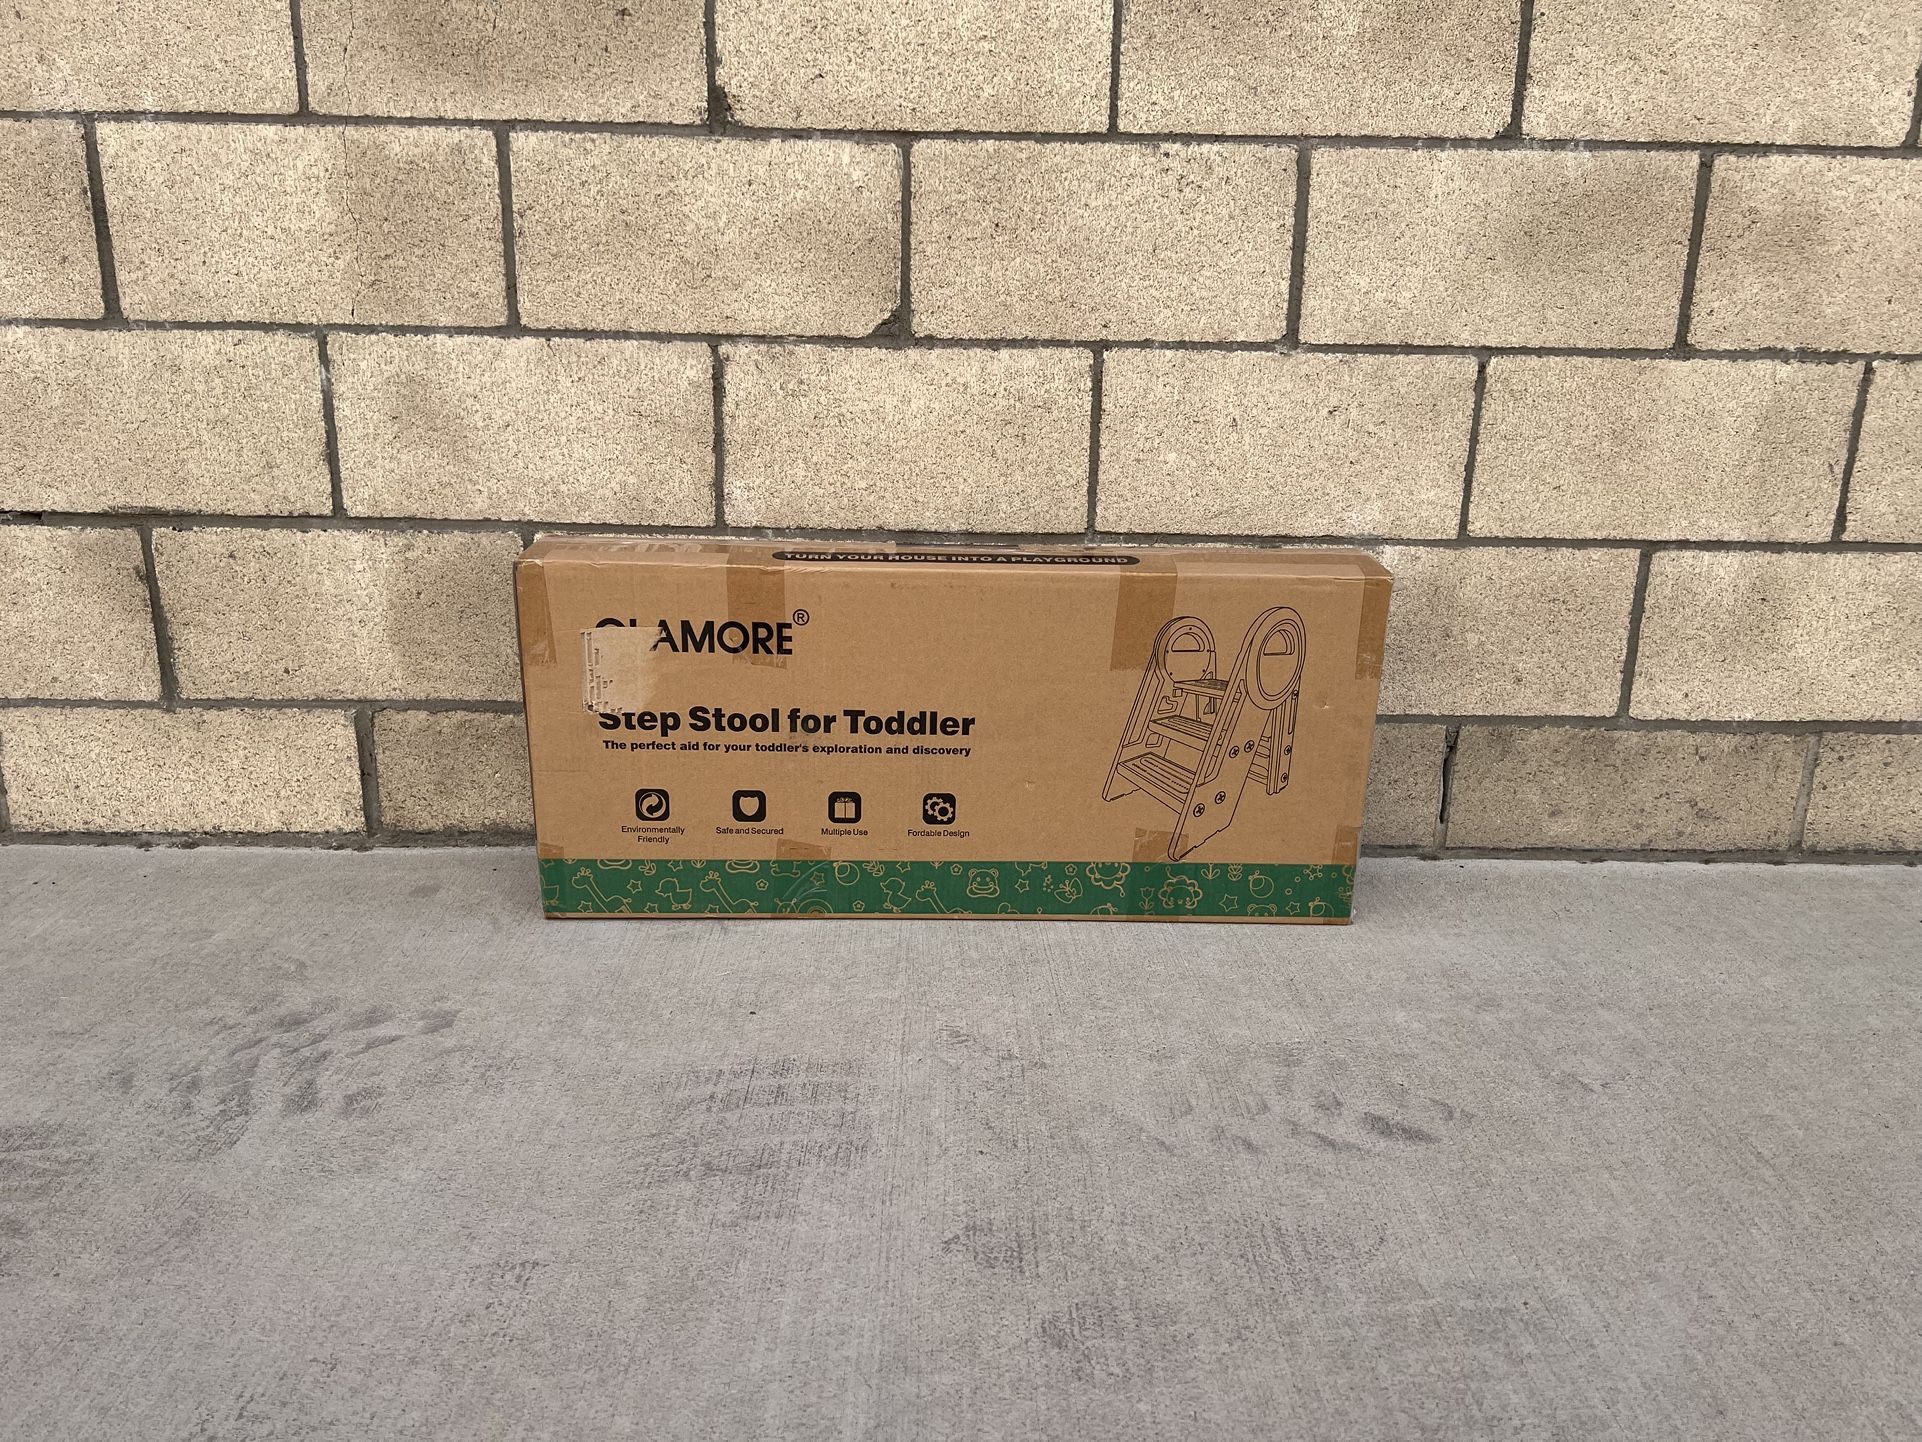 TURN YOUR HOUSE INTO A PLAYGROUND
Step Stool for Toddler
The perfect aid for your toddler's exploration and discovery
Environmentally
Friendly
Safe and Secured
Multiple Use
Fordable Design